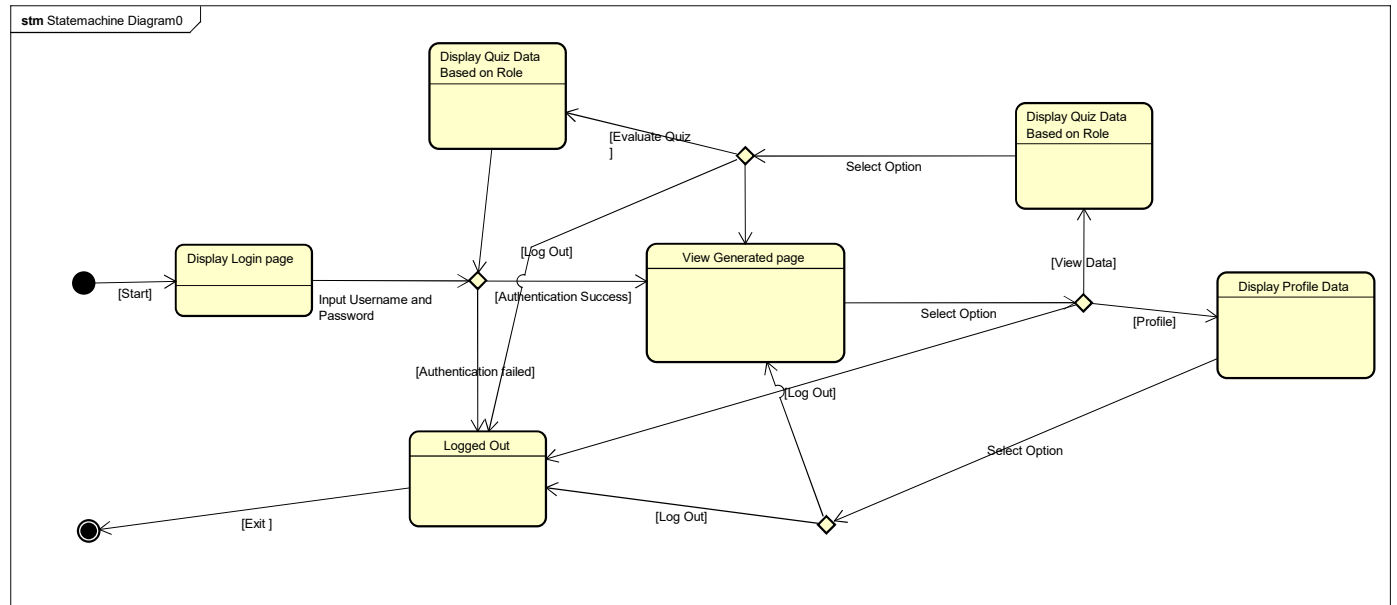 stm Statemachine Diagram0
Display Quiz Data
Based on Role
Display Quiz Data
Based on Role
[Evaluate Quiz
]
Select Option
Display Login page
[Log Out]
View Generated page
[View Data]
Display Profile Data
[Start]
Input Username and
Password
[Authentication Success]
Select Option
[Profile]
[Authentication failed]
[Log Out]
Logged Out
Select Option
[Log Out]
[Exit ]